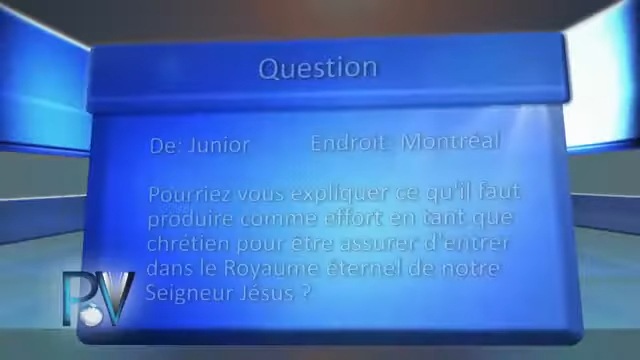 Question
De: Junior Endroit: Montréal
Pourriez vous expliquer ce qu'il faut
produire comme effort en tant que
chrétien pour être assurer d'entrer
dans le Royaume éternel de notre
Seigneur Jésus ?
PV